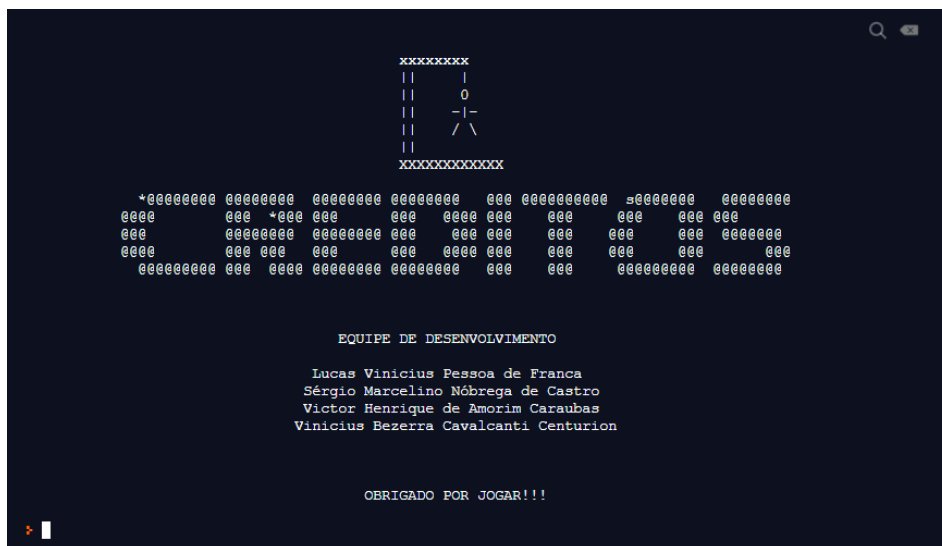 CREDITOS
EQUIPE DE DESENVOLVIMENTO
Lucas Vinicius Pessoa de Franca
Sérgio Marcelino Nóbrega de Castro
Victor Henrique de Amorim Caraubas
Vinicius Bezerra Cavalcanti Centurion
OBRIGADO POR JOGAR!!!